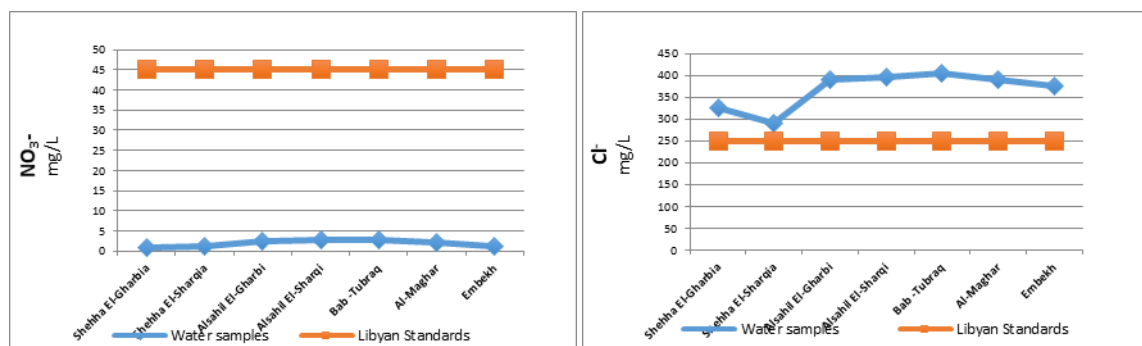 NO₃-
mg/L
50
45
40
35
30
25
20
15
10
5
0
Shehha El-Gharbia
Shehha El-Sharqia
Alsahil El-Gharbi
Alsahil El-Sharqi
Bab -Tubraq
Al-Maghar
Embekh
Water samples
Libyan Standards
Cl-
mg/L
450
400
350
300
250
200
150
100
50
0
Shehha El-Gharbia
Shehha El-Sharqia
Alsahil El-Gharbi
Alsahil El-Sharqi
Bab -Tubraq
Al-Maghar
Embekh
Water samples
Libyan Standards